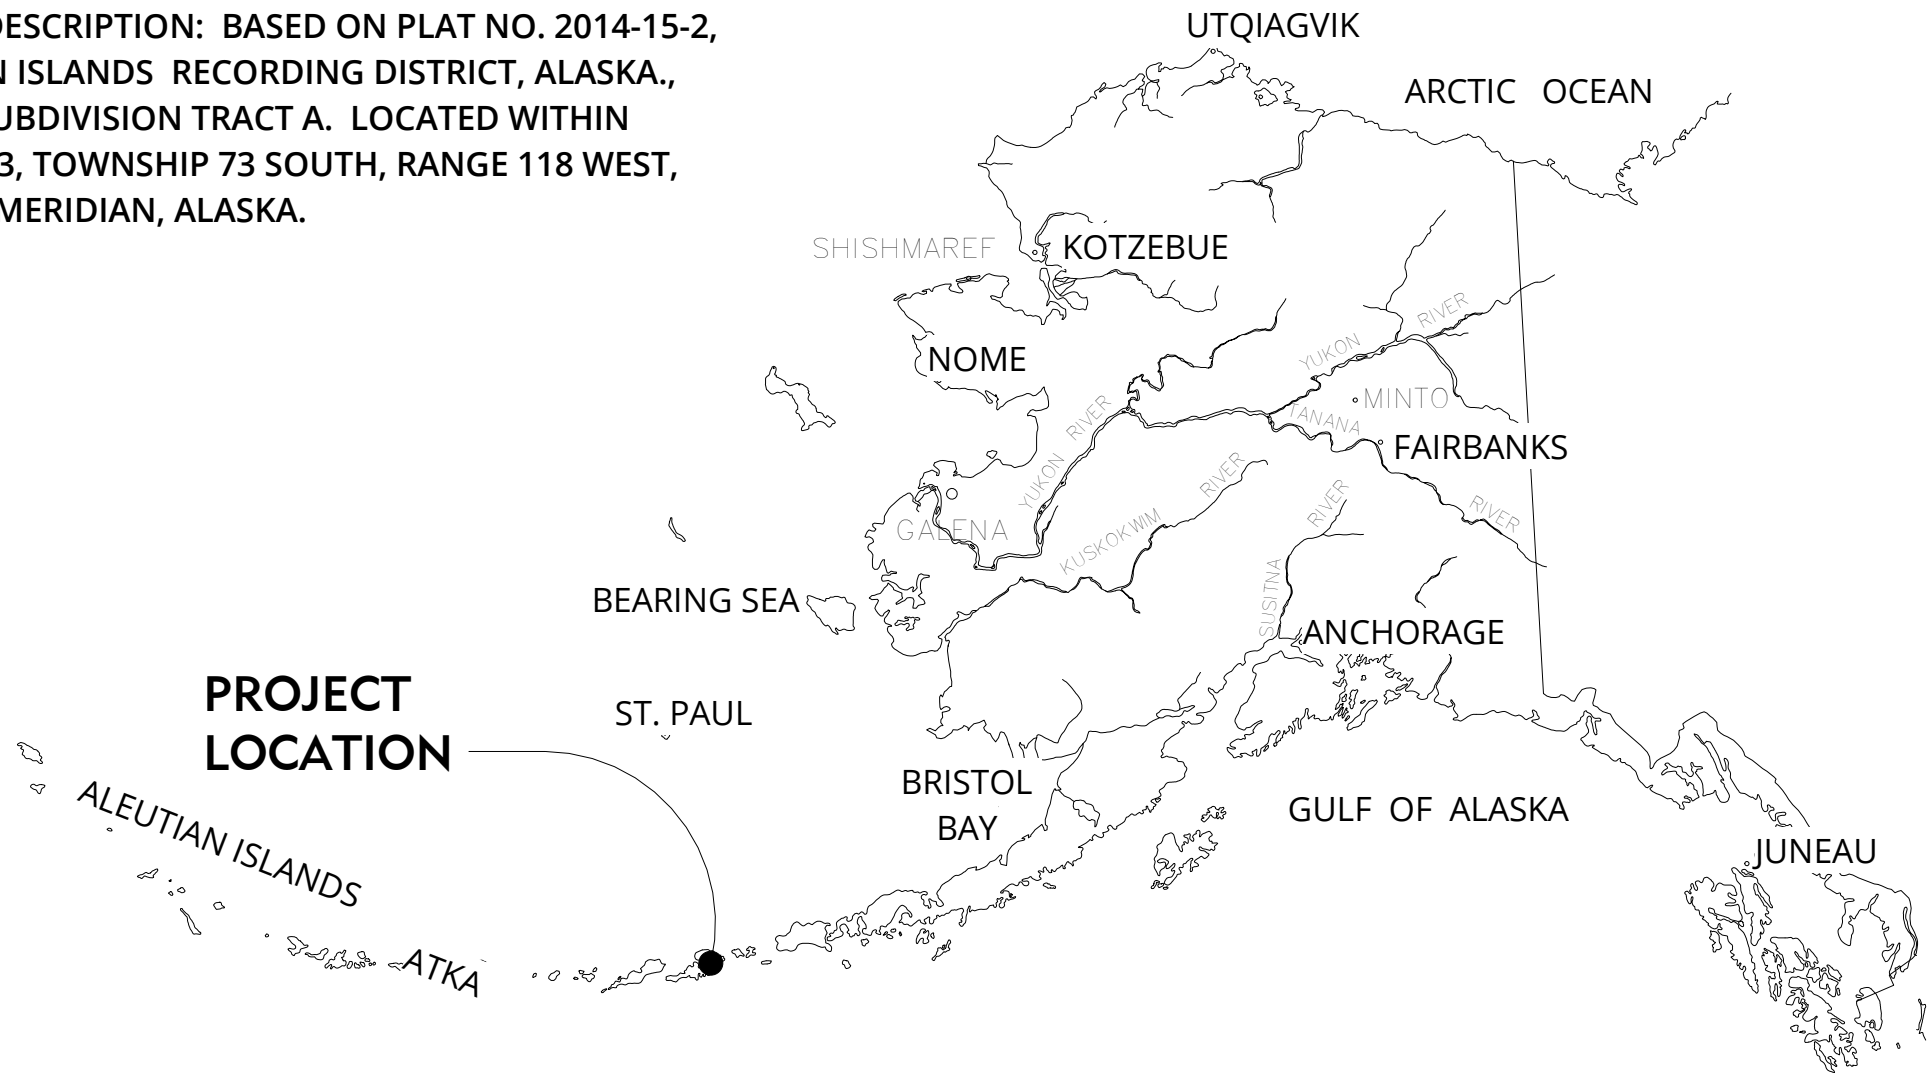 DESCRIPTION: BASED ON PLAT NO. 2014-15-2,
N ISLANDS RECORDING DISTRICT, ALASKA.,
UBDIVISION TRACT A. LOCATED WITHIN
3, TOWNSHIP 73 SOUTH, RANGE 118 WEST,
MERIDIAN, ALASKA.
UTQIAGVIK
ARCTIC OCEAN
SHISHMAREF
KOTZEBUE
NOME
YUKON RIVER
MINTO
TANANA
FAIRBANKS
RIVER
YUKON RIVER
GALENA
KUSKOKWIM RIVER
SUSITNA RIVER
BEARING SEA
ANCHORAGE
PROJECT
LOCATION
ST. PAUL
BRISTOL
BAY
GULF OF ALASKA
JUNEAU
ALEUTIAN ISLANDS
ATKA